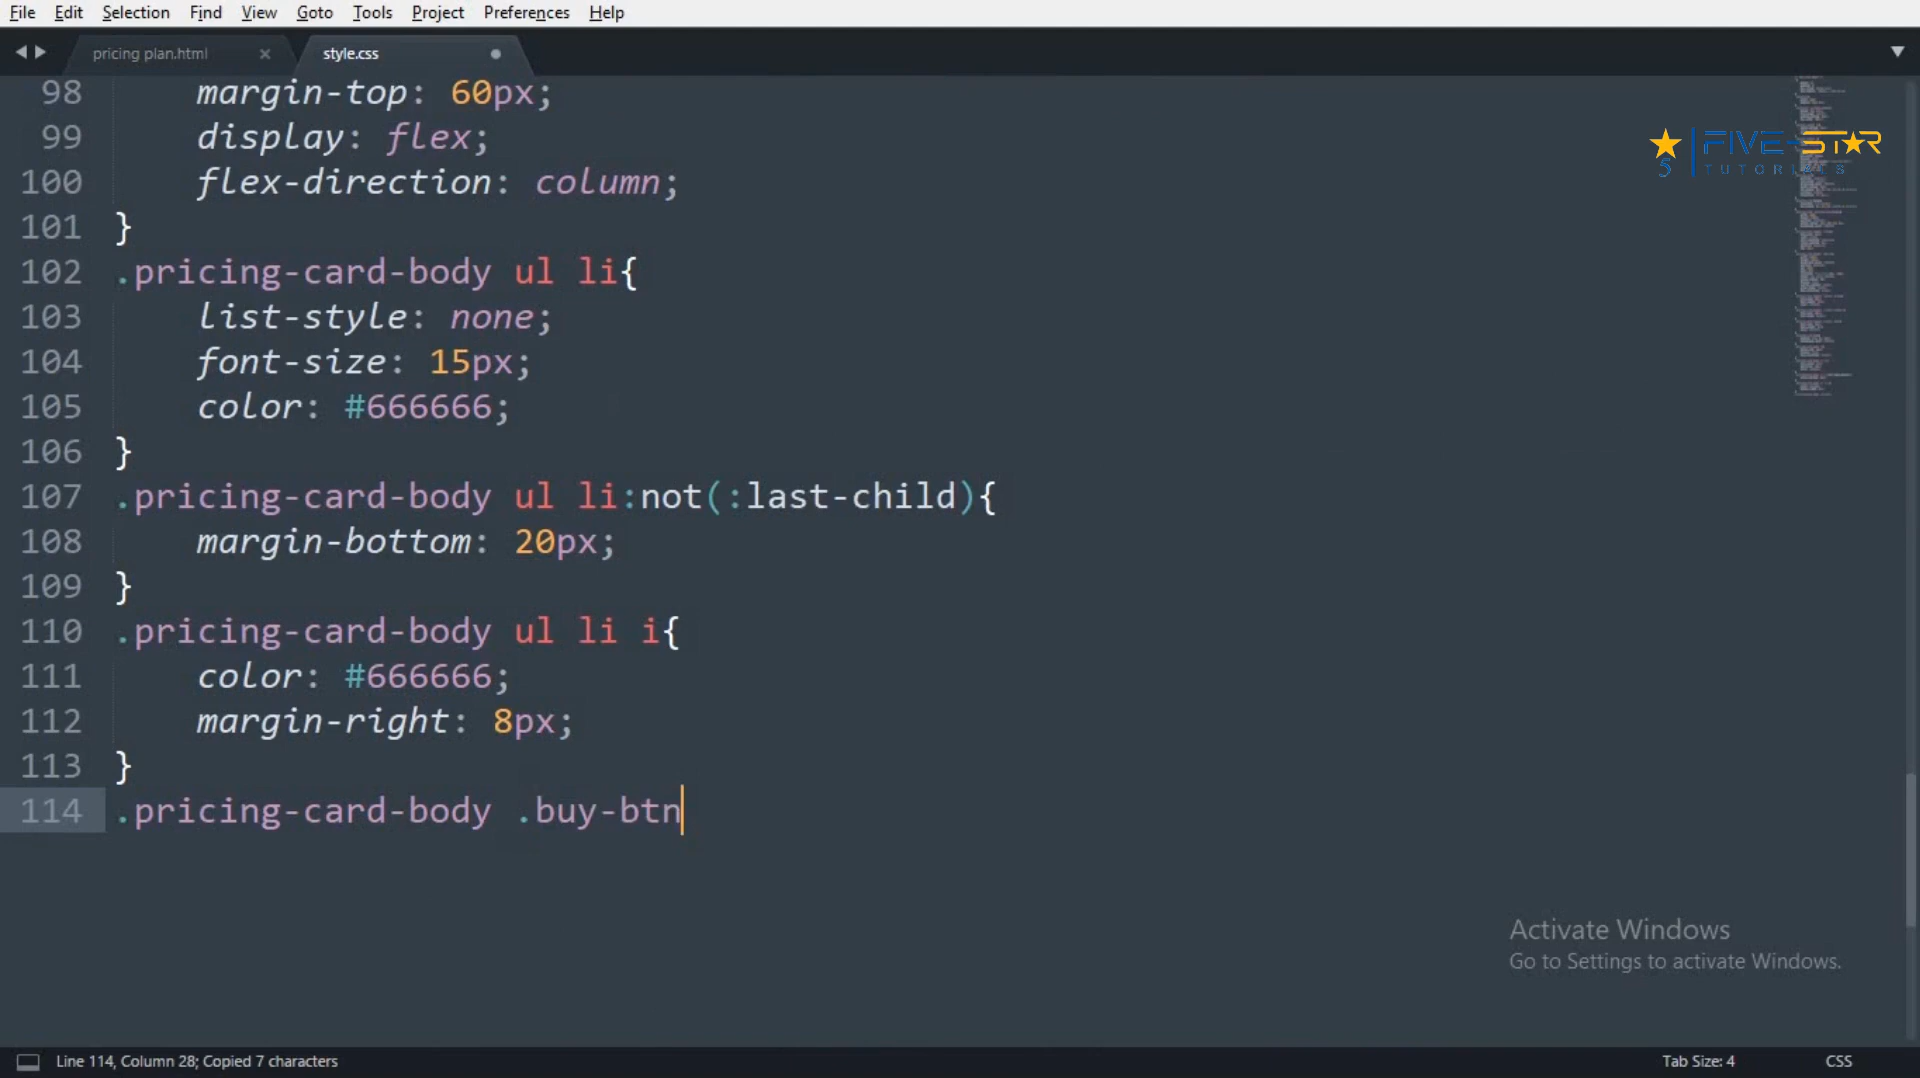 File Edit Selection Find View Goto Tools Project Preferences Help
pricing plan.html × style.css
98 margin-top: 60px;
99 display: flex;
100 flex-direction: column;
101 }
102 .pricing-card-body ul li{
103 list-style: none;
104 font-size: 15px;
105 color: #666666;
106 }
107 .pricing-card-body ul li:not(:last-child){
108 margin-bottom: 20px;
109 }
110 .pricing-card-body ul li i{
111 color: #666666;
112 margin-right: 8px;
113 }
114 .pricing-card-body .buy-btn
5 FIVE-STAR
TUTORIALS
Activate Windows
Go to Settings to activate Windows.
Line 114, Column 28; Copied 7 characters Tab Size: 4 CSS